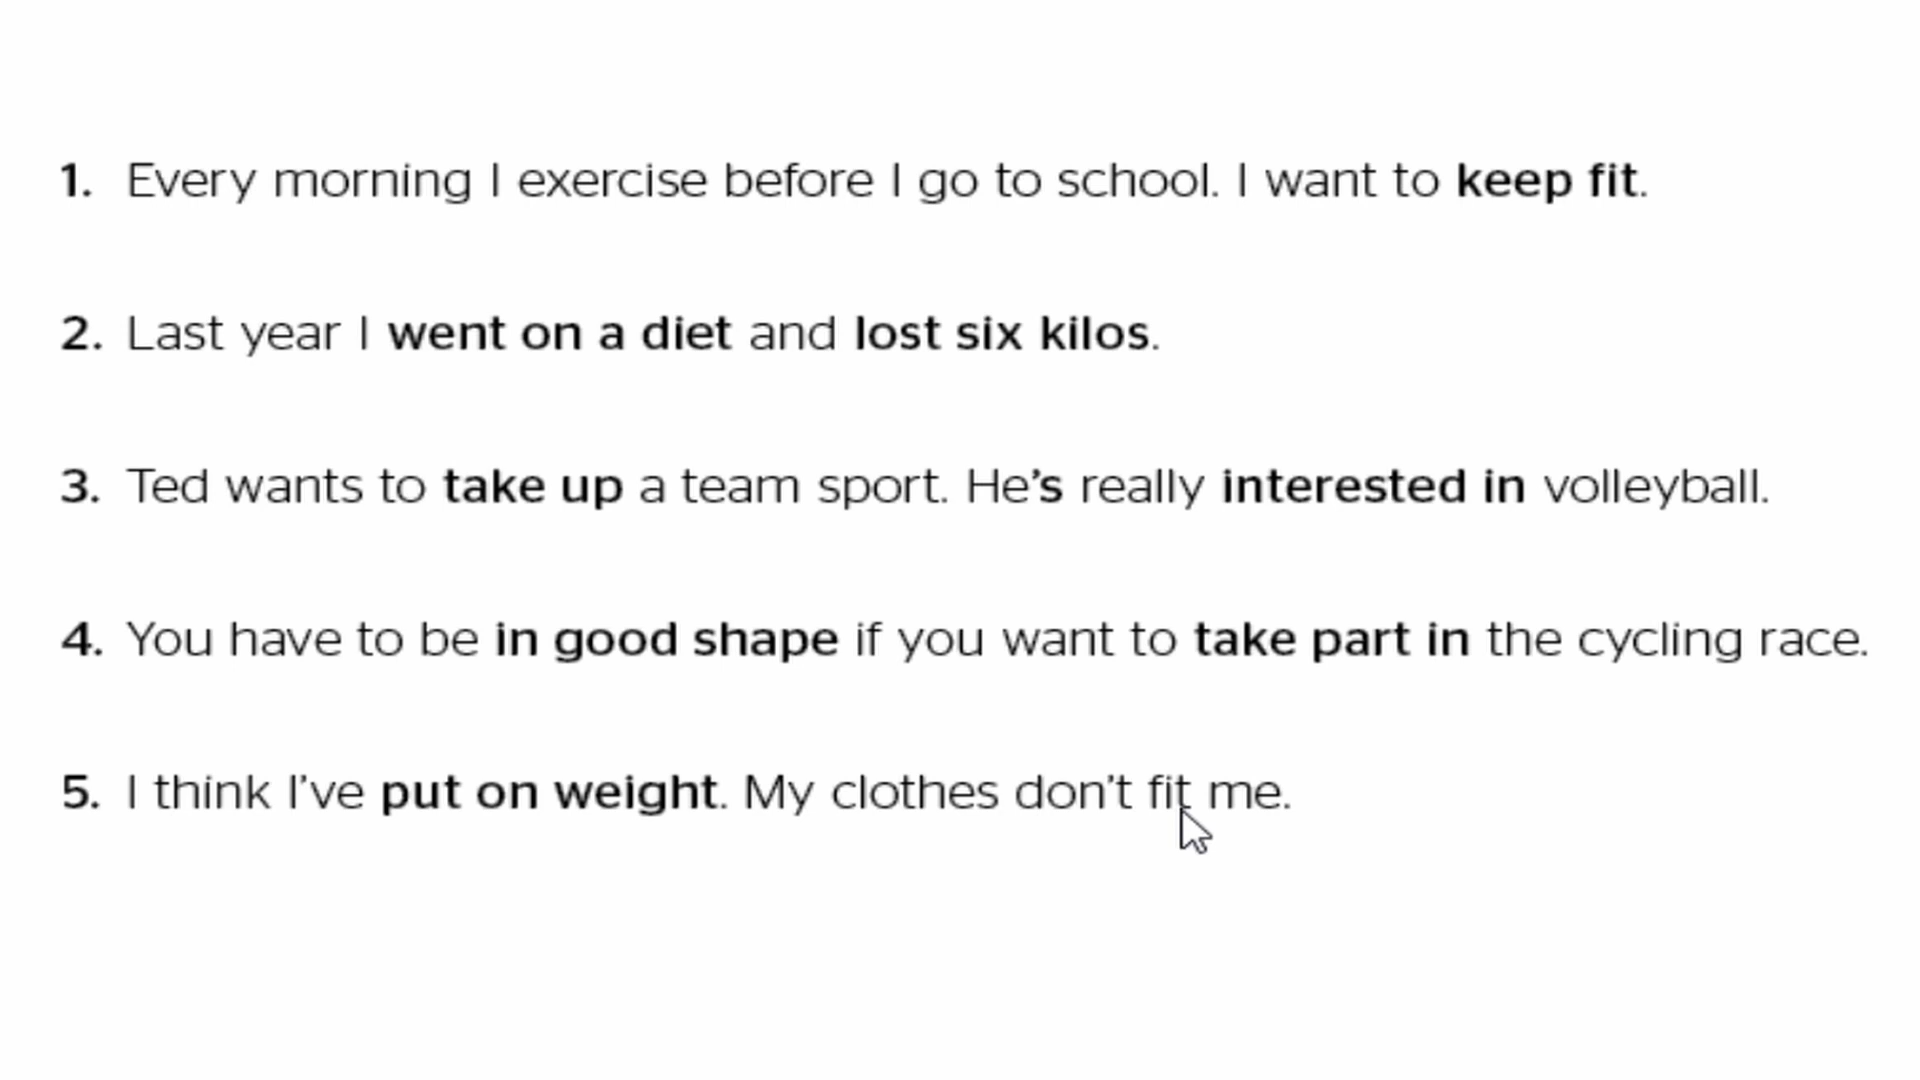 1. Every morning I exercise before I go to school. I want to keep fit.
2. Last year I went on a diet and lost six kilos.
3. Ted wants to take up a team sport. He’s really interested in volleyball.
4. You have to be in good shape if you want to take part in the cycling race.
5. I think I’ve put on weight. My clothes don’t fit me.